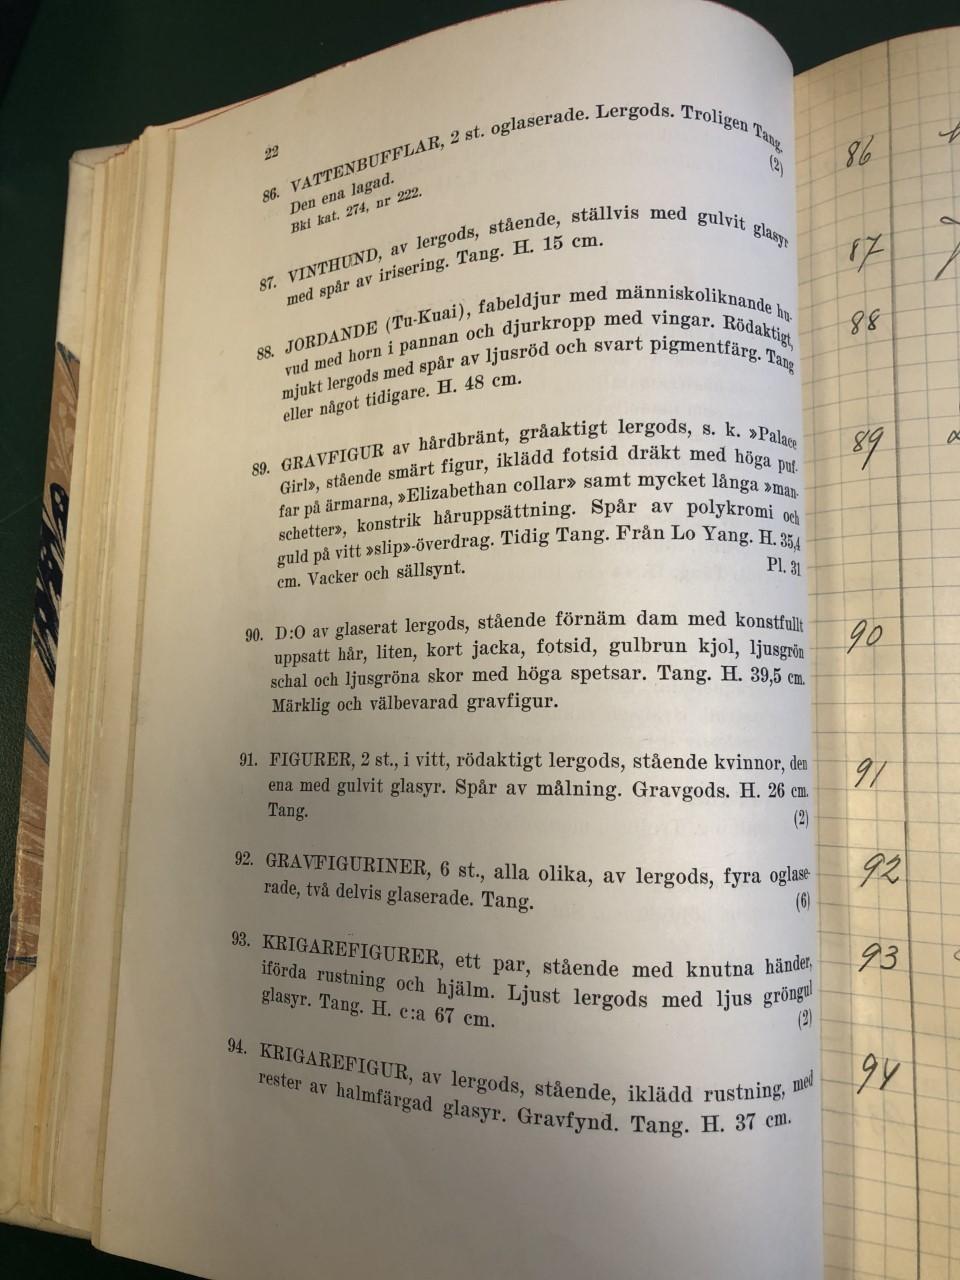 22
86. VATTENBUFFLAR, 2 st. oglaserade. Lergods. Troligen Tang.
Den ena lagad. (2)
Bki kat. 274, nr 222.
87. VINTHUND, av lergods, stående, ställvis med gulvit glasyr
med spår av irisering. Tang. H. 15 cm.
88. JORDANDE (Tu-Kuai), fabeldjur med människoliknande hu-
vud med horn i pannan och djurkropp med vingar. Rödaktigt,
mjukt lergods med spår av ljusröd och svart pigmentfärg. Tang
eller något tidigare. H. 48 cm.
89. GRAVFIGUR av hårdbränt, gråaktigt lergods, s. k. »Palace
Girl», stående smärt figur, iklädd fotsid dräkt med höga puf-
far på ärmarna, »Elizabethan collar» samt mycket långa »man-
schetter», konstrik håruppsättning. Spår av polykromi och
guld på vitt »slip»-överdrag. Tidig Tang. Från Lo Yang. H. 35,4
cm. Vacker och sällsynt. Pl. 31
90. D:O av glaserat lergods, stående förnäm dam med konstfullt
uppsatt hår, liten, kort jacka, fotsid, gulbrun kjol, ljusgrön
schal och ljusgröna skor med höga spetsar. Tang. H. 39,5 cm.
Märklig och välbevarad gravfigur.
91. FIGURER, 2 st., i vitt, rödaktigt lergods, stående kvinnor, den
ena med gulvit glasyr. Spår av målning. Gravgods. H. 26 cm.
Tang. (2)
92. GRAVFIGURINER, 6 st., alla olika, av lergods, fyra oglase-
rade, två delvis glaserade. Tang. (6)
93. KRIGAREFIGURER, ett par, stående med knutna händer,
iförda rustning och hjälm. Ljust lergods med ljus gröngul
glasyr. Tang. H. c:a 67 cm. (2)
94. KRIGAREFIGUR, av lergods, stående, iklädd rustning, med
rester av halmfärgad glasyr. Gravfynd. Tang. H. 37 cm.
86
87
88
89
90
91
92
93
94